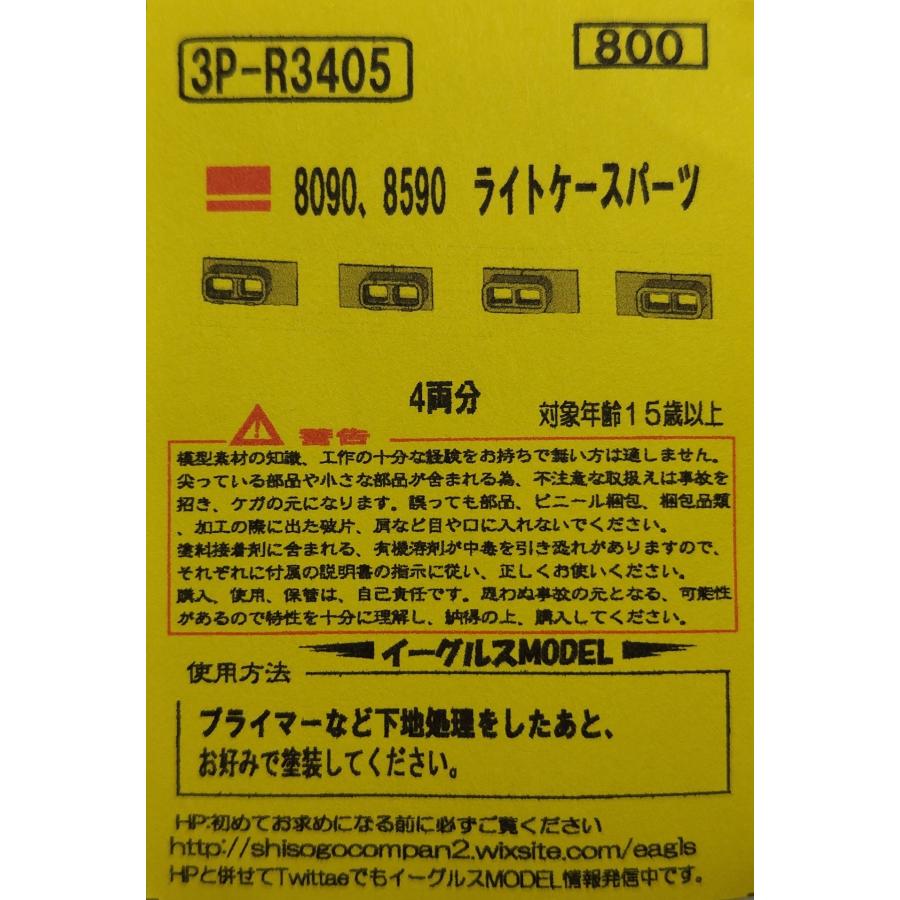 3P-R3405
800
8090、8590 ライトケースパーツ
4両分
対象年齢15歳以上
警告
模型素材の知識、工作の十分な経験をお持ちで無い方は適しません。
尖っている部品や小さな部品が含まれる為、不注意な取扱えは事故を
招き、ケガの元になります。誤っても部品、ビニール梱包、梱包品類
、加工の際に出た破片、屑など目や口に入れないでください。
塗料接着剤に含まれる、有機溶剤が中毒を引き恐れがありますので、
それぞれに付属の説明書の指示に従い、正しくお使いください。
購入、使用、保管は、自己責任です。思わぬ事故の元となる、可能性
があるので特性を十分に理解し、納得の上、購入してください。
イーグルスMODEL
使用方法
プライマーなど下地処理をしたあと、
お好みで塗装してください。
HP:初めてお求めになる前に必ずご覧ください
http://shisogocompan2.wixsite.com/eagls
HPと併せてTwittaeでもイーグルスMODEL情報発信中です。